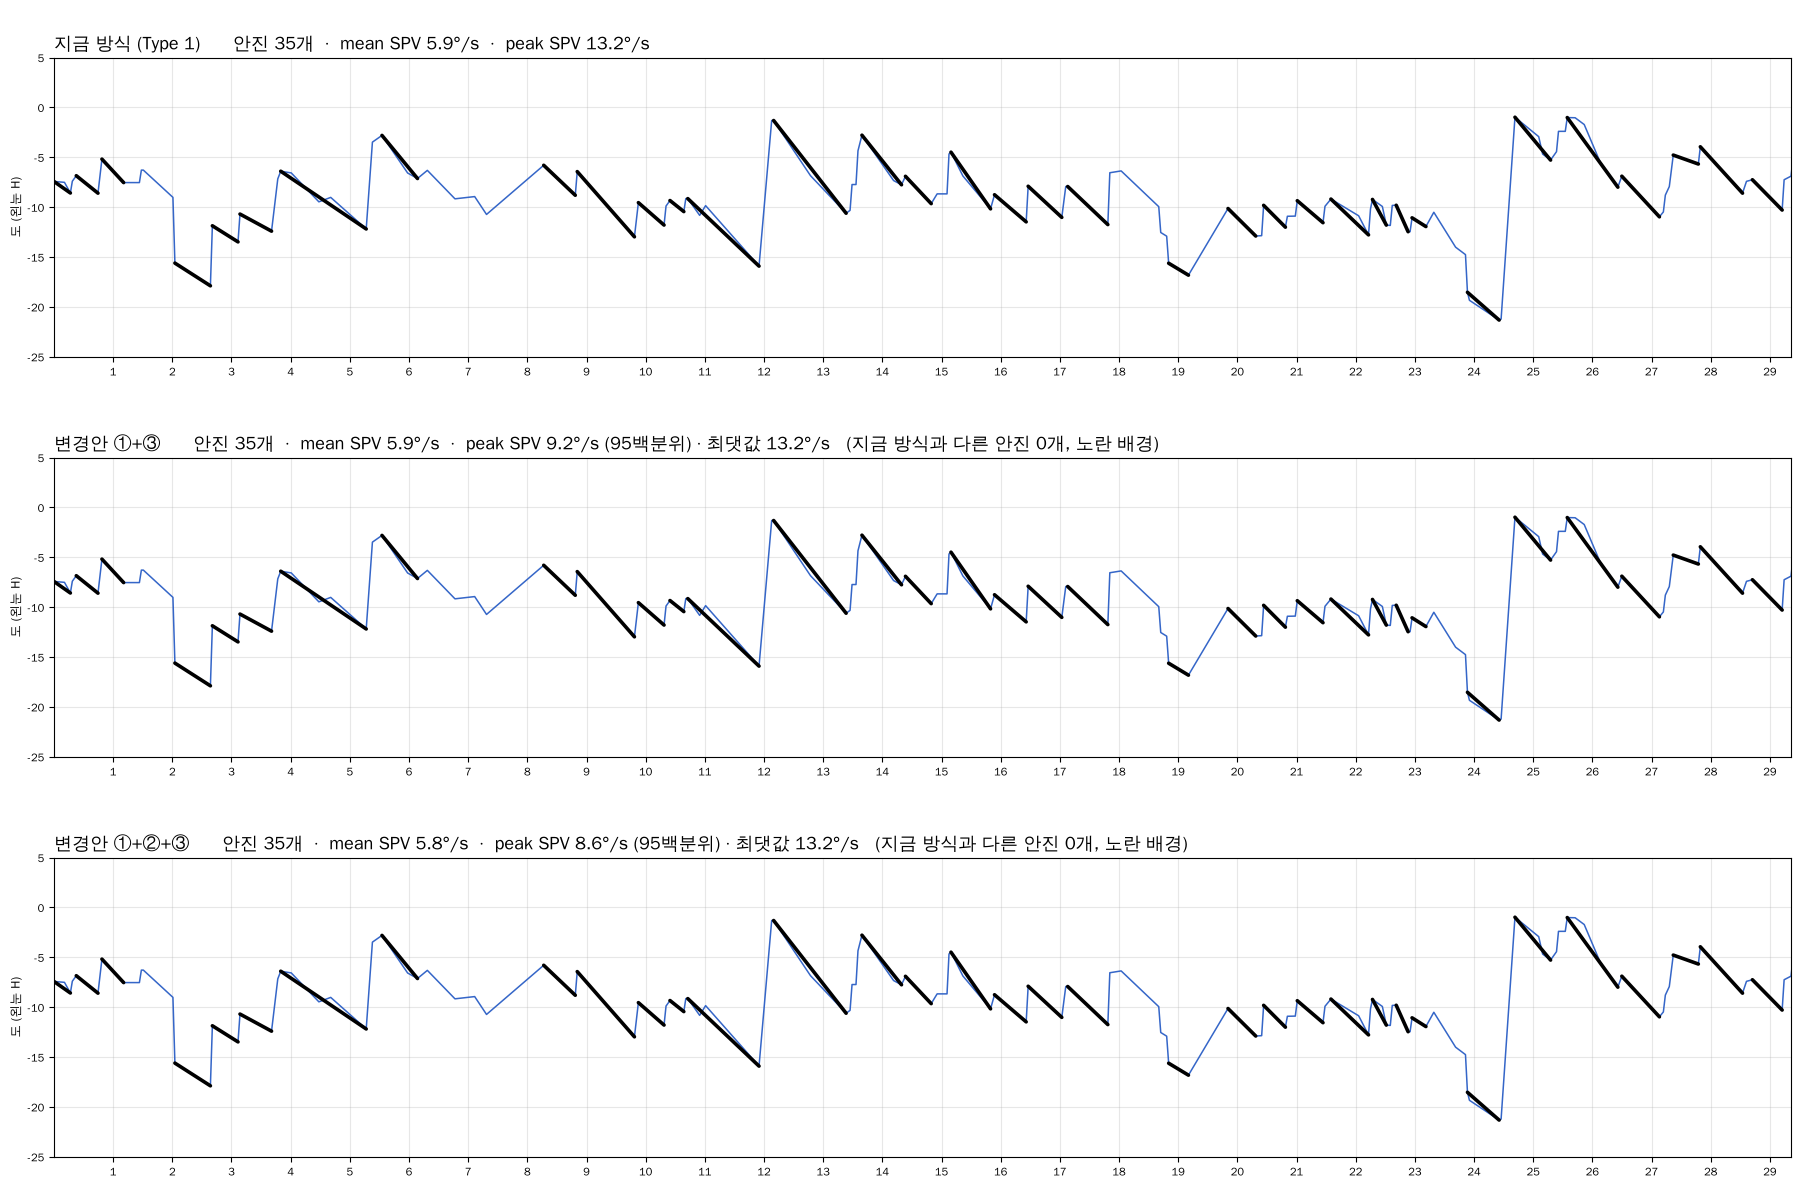 지금 방식 (Type 1) 안진 35개 · mean SPV 5.9°/s · peak SPV 13.2°/s
5
0
-5
-10
-15
-20
-25
도 (왼눈 H)
1 2 3 4 5 6 7 8 9 10 11 12 13 14 15 16 17 18 19 20 21 22 23 24 25 26 27 28 29
변경안 ①+③ 안진 35개 · mean SPV 5.9°/s · peak SPV 9.2°/s (95백분위) · 최댓값 13.2°/s (지금 방식과 다른 안진 0개, 노란 배경)
5
0
-5
-10
-15
-20
-25
도 (왼눈 H)
1 2 3 4 5 6 7 8 9 10 11 12 13 14 15 16 17 18 19 20 21 22 23 24 25 26 27 28 29
변경안 ①+②+③ 안진 35개 · mean SPV 5.8°/s · peak SPV 8.6°/s (95백분위) · 최댓값 13.2°/s (지금 방식과 다른 안진 0개, 노란 배경)
5
0
-5
-10
-15
-20
-25
도 (왼눈 H)
1 2 3 4 5 6 7 8 9 10 11 12 13 14 15 16 17 18 19 20 21 22 23 24 25 26 27 28 29